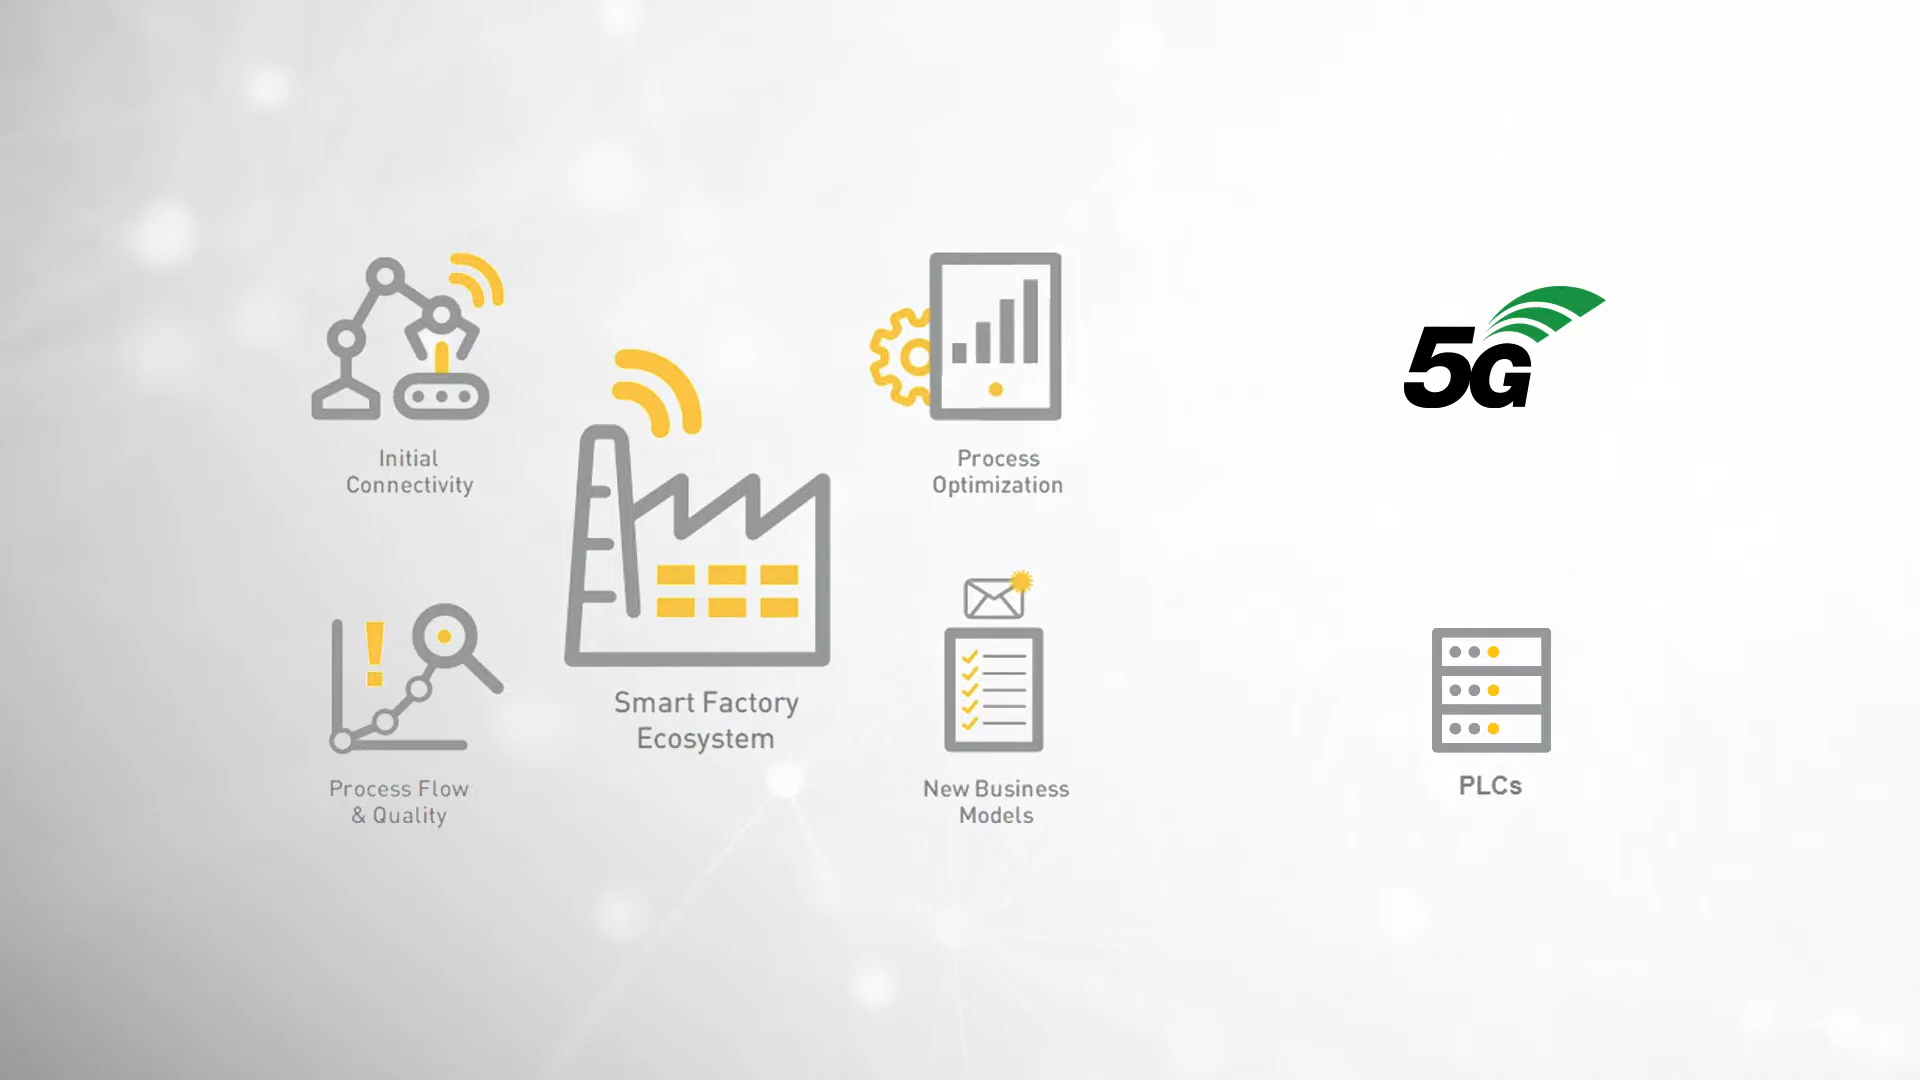 Initial
Connectivity
Process Flow
& Quality
Smart Factory
Ecosystem
Process
Optimization
New Business
Models
5G
PLCs